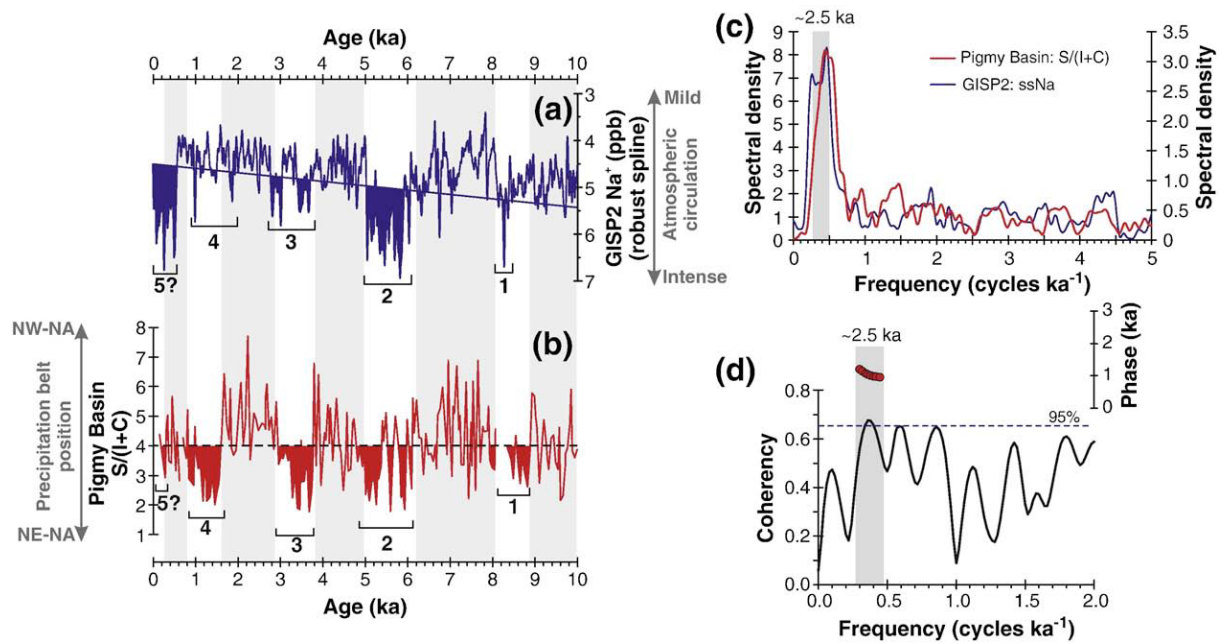 Age (ka)
0 1 2 3 4 5 6 7 8 9 10
(a)
3
4
5
6
7
GISP2 Na⁺ (ppb)
(robust spline)
Mild
Atmospheric
circulation
Intense
5?
4
3
2
1
NW-NA
Precipitation belt
position
NE-NA
Pigmy Basin
S/(I+C)
8
7
6
5
4
3
2
1
(b)
5?
4
3
2
1
0 1 2 3 4 5 6 7 8 9 10
Age (ka)
(c)
~2.5 ka
Spectral density
9
8
7
6
5
4
3
2
1
0
Pigmy Basin: S/(I+C)
GISP2: ssNa
3.5
3.0
2.5
2.0
1.5
1.0
0.5
0
Spectral density
0 1 2 3 4 5
Frequency (cycles ka⁻¹)
(d)
~2.5 ka
3
2
1
0
Phase (ka)
95%
Coherency
0.8
0.6
0.4
0.2
0.0
0.0 0.5 1.0 1.5 2.0
Frequency (cycles ka⁻¹)